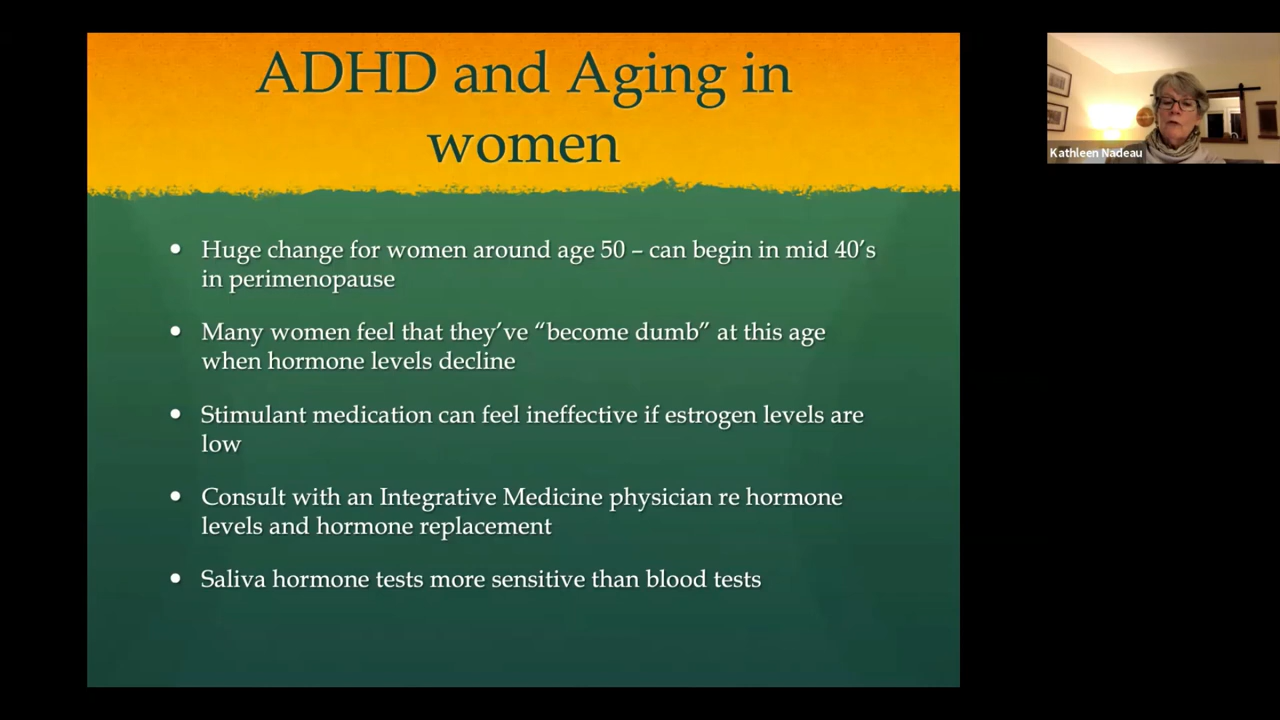 ADHD and Aging in
women
• Huge change for women around age 50 – can begin in mid 40’s
in perimenopause
• Many women feel that they’ve “become dumb” at this age
when hormone levels decline
• Stimulant medication can feel ineffective if estrogen levels are
low
• Consult with an Integrative Medicine physician re hormone
levels and hormone replacement
• Saliva hormone tests more sensitive than blood tests
Kathleen Nadeau